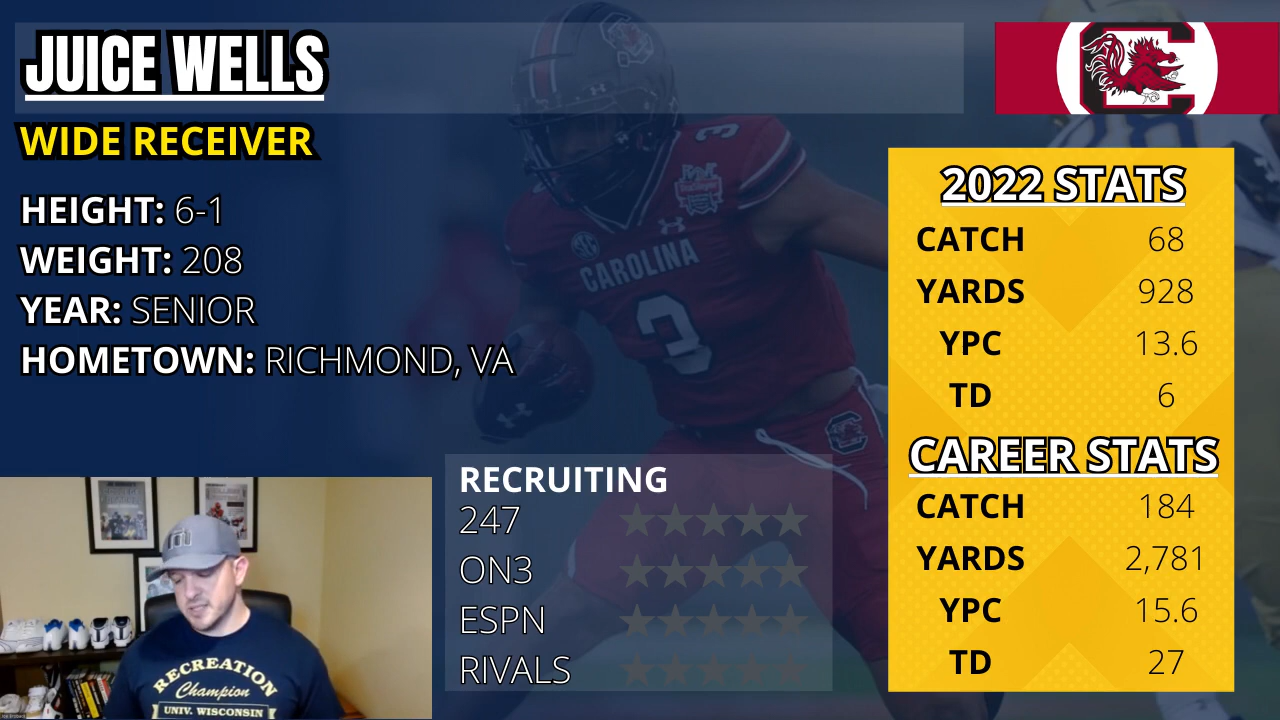 JUICE WELLS
WIDE RECEIVER
HEIGHT: 6-1
WEIGHT: 208
YEAR: SENIOR
HOMETOWN: RICHMOND, VA
CAROLINA
3
3
SEC
2022 STATS
CATCH 68
YARDS 928
YPC 13.6
TD 6
CAREER STATS
CATCH 184
YARDS 2,781
YPC 15.6
TD 27
RECRUITING
247
ON3
ESPN
RIVALS
RECREATION
Champion
UNIV. WISCONSIN